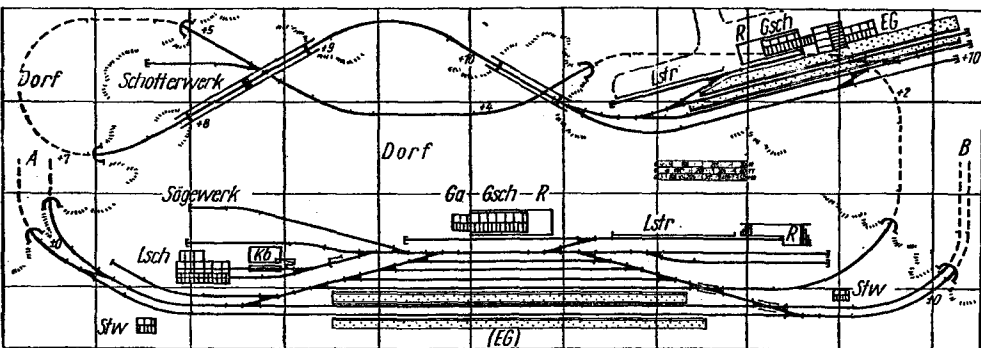 +5
R Gsch EG
+9
+10
Dorf
Schotterwerk
Lstr
+10
+8
+4
+2
A
+7
Dorf
B
Sägewerk
Ga Gsch R
Lstr
R
+0
Lsch
Kb
Stw
+0
Stw
(EG)